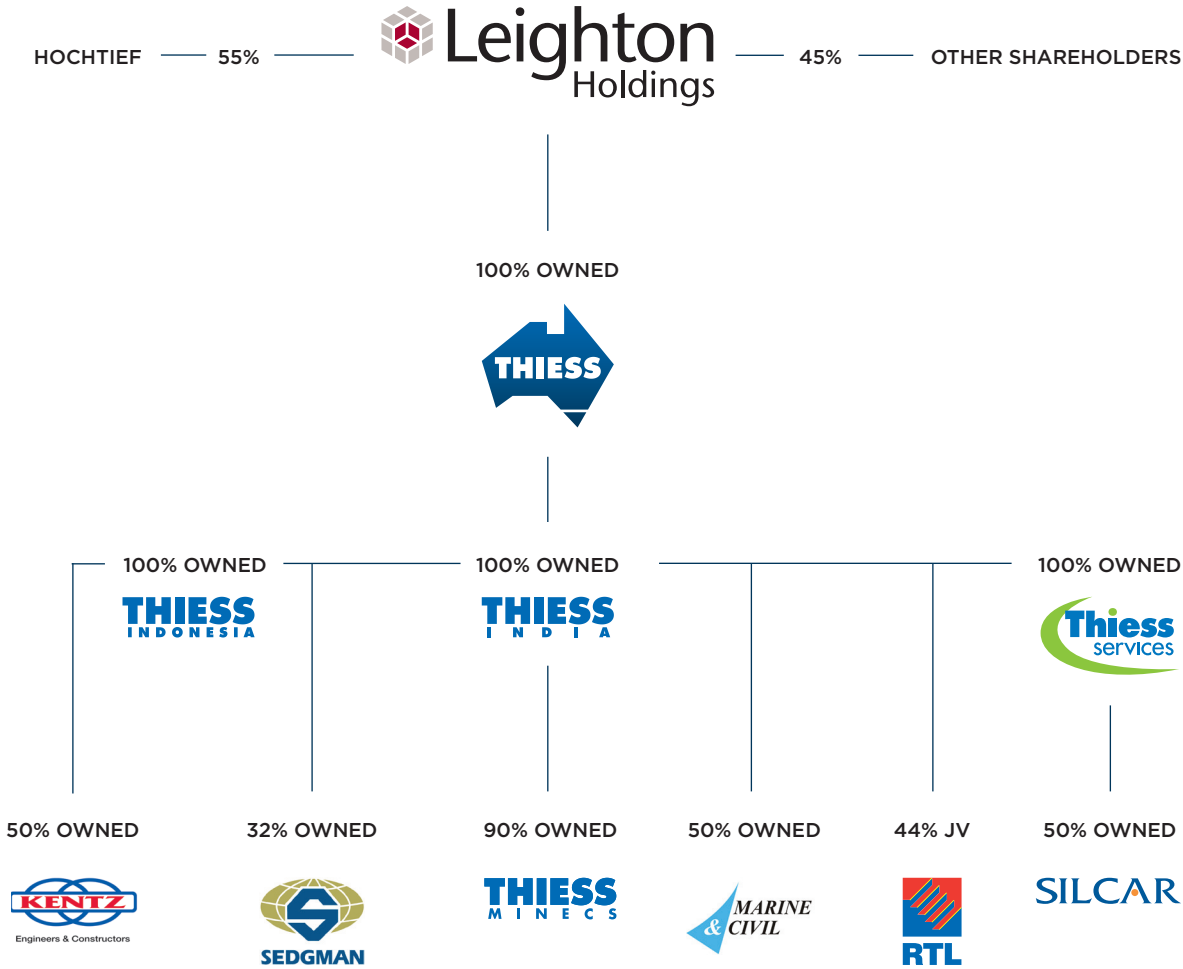 HOCHTIEF 55% Leighton Holdings 45% OTHER SHAREHOLDERS
100% OWNED
THIESS
100% OWNED 100% OWNED 100% OWNED
THIESS INDONESIA
THIESS INDIA
Thiess services
50% OWNED 32% OWNED 90% OWNED 50% OWNED 44% JV 50% OWNED
KENTZ
Engineers & Constructors
S
SEDGMAN
THIESS
MINECS
MARINE
& CIVIL
RTL
SILCAR